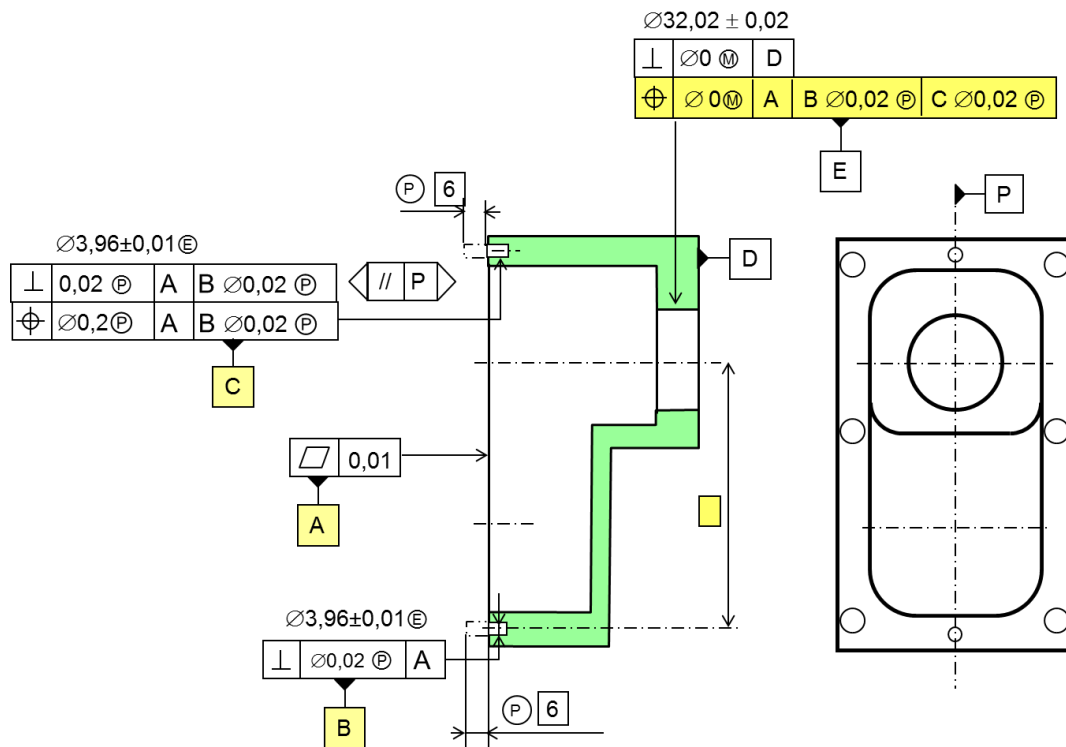 ∅32,02 ± 0,02
⊥ ∅0 Ⓜ D
⌖ ∅ 0Ⓜ A B ∅0,02 Ⓟ C ∅0,02 Ⓟ
E
Ⓟ 6
P
∅3,96±0,01Ⓔ
D
⊥ 0,02 Ⓟ A B ∅0,02 Ⓟ
// P
⌖ ∅0,2Ⓟ A B ∅0,02 Ⓟ
C
⏥ 0,01
A
∅3,96±0,01Ⓔ
⊥ ∅0,02 Ⓟ A
B
Ⓟ 6